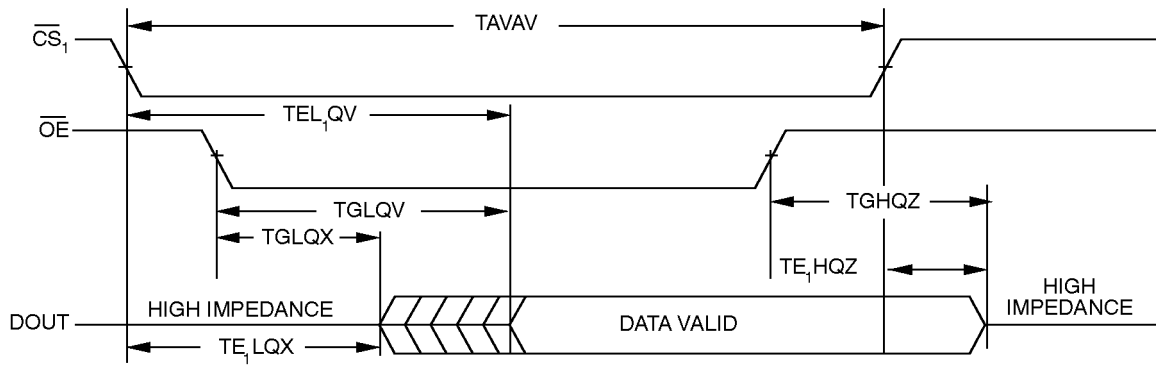 TAVAV
CS1
TEL1QV
OE
TGLQV
TGHQZ
TGLQX
TE1HQZ
HIGH IMPEDANCE
HIGH
IMPEDANCE
DOUT
DATA VALID
TE1LQX